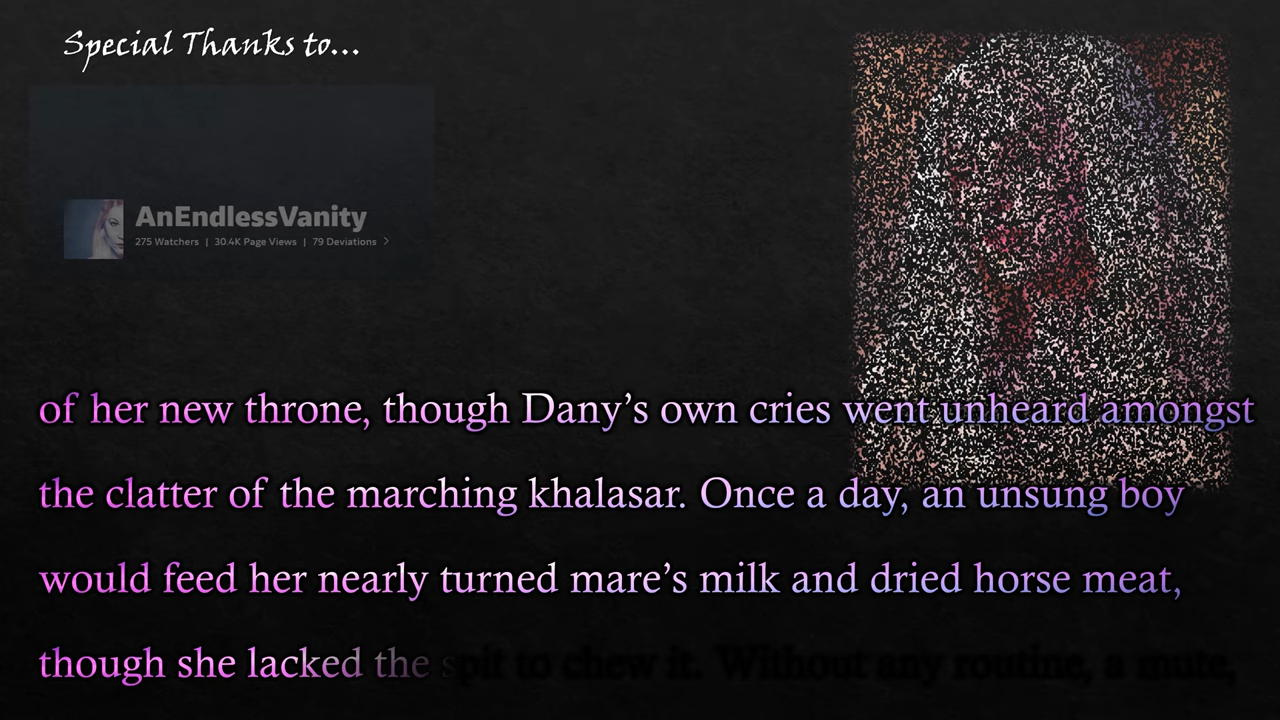 Special Thanks to...
AnEndlessVanity
275 Watchers | 30.4K Page Views | 79 Deviations >
of her new throne, though Dany’s own cries went unheard amongst
the clatter of the marching khalasar. Once a day, an unsung boy
would feed her nearly turned mare’s milk and dried horse meat,
though she lacked the spit to chew it. Without any routine, a mute,